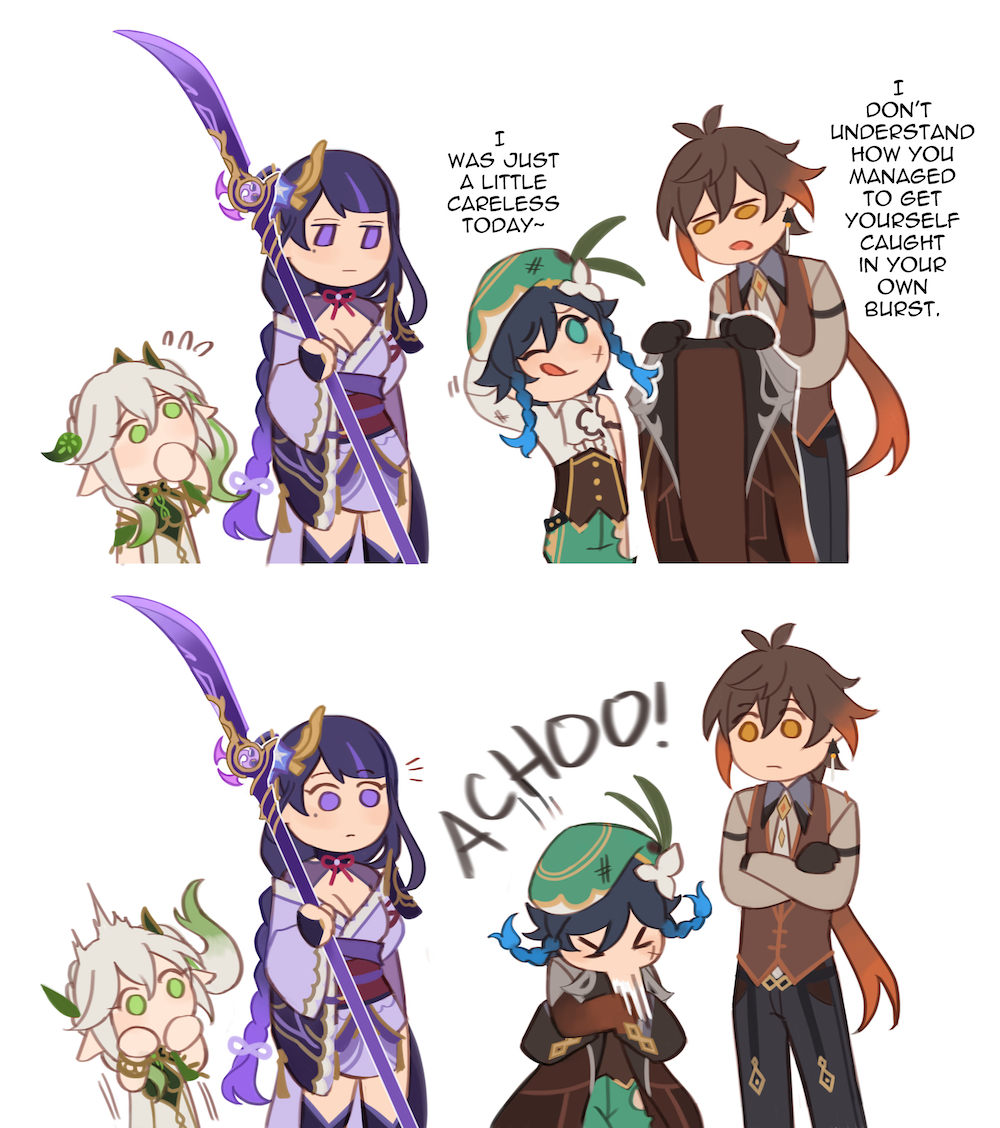 I
WAS JUST
A LITTLE
CARELESS
TODAY~
I
DON'T
UNDERSTAND
HOW YOU
MANAGED
TO GET
YOURSELF
CAUGHT
IN YOUR
OWN
BURST.
ACHOO!